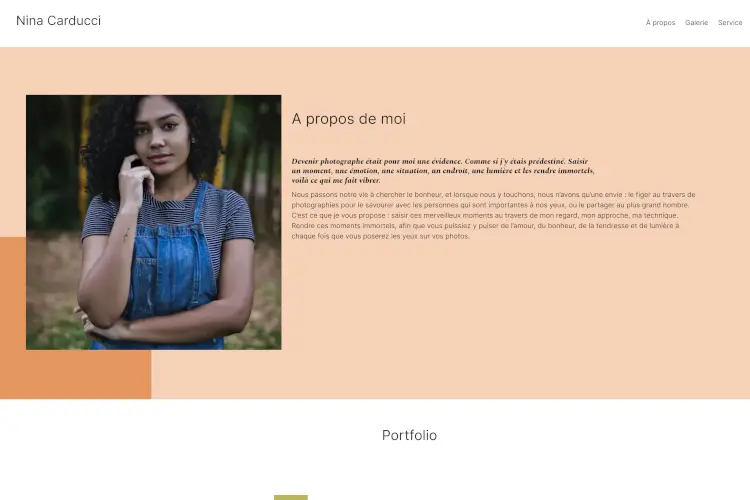 Nina Carducci
À propos
Galerie
Service
A propos de moi
Devenir photographe était pour moi une évidence. Comme si j'y étais prédestiné. Saisir
un moment, une émotion, une situation, un endroit, une lumière et les rendre immortels,
voilà ce qui me fait vibrer.
Nous passons notre vie à chercher le bonheur, et lorsque nous y touchons, nous n'avons qu'une envie : le figer au travers de
photographies pour le savourer avec les personnes qui sont importantes à nos yeux, ou le partager au plus grand nombre.
C'est ce que je vous propose : saisir ces merveilleux moments au travers de mon regard, mon approche, ma technique.
Rendre ces moments immortels, afin que vous puissiez y puiser de l'amour, du bonheur, de la tendresse et de lumière à
chaque fois que vous poserez les yeux sur vos photos.
Portfolio